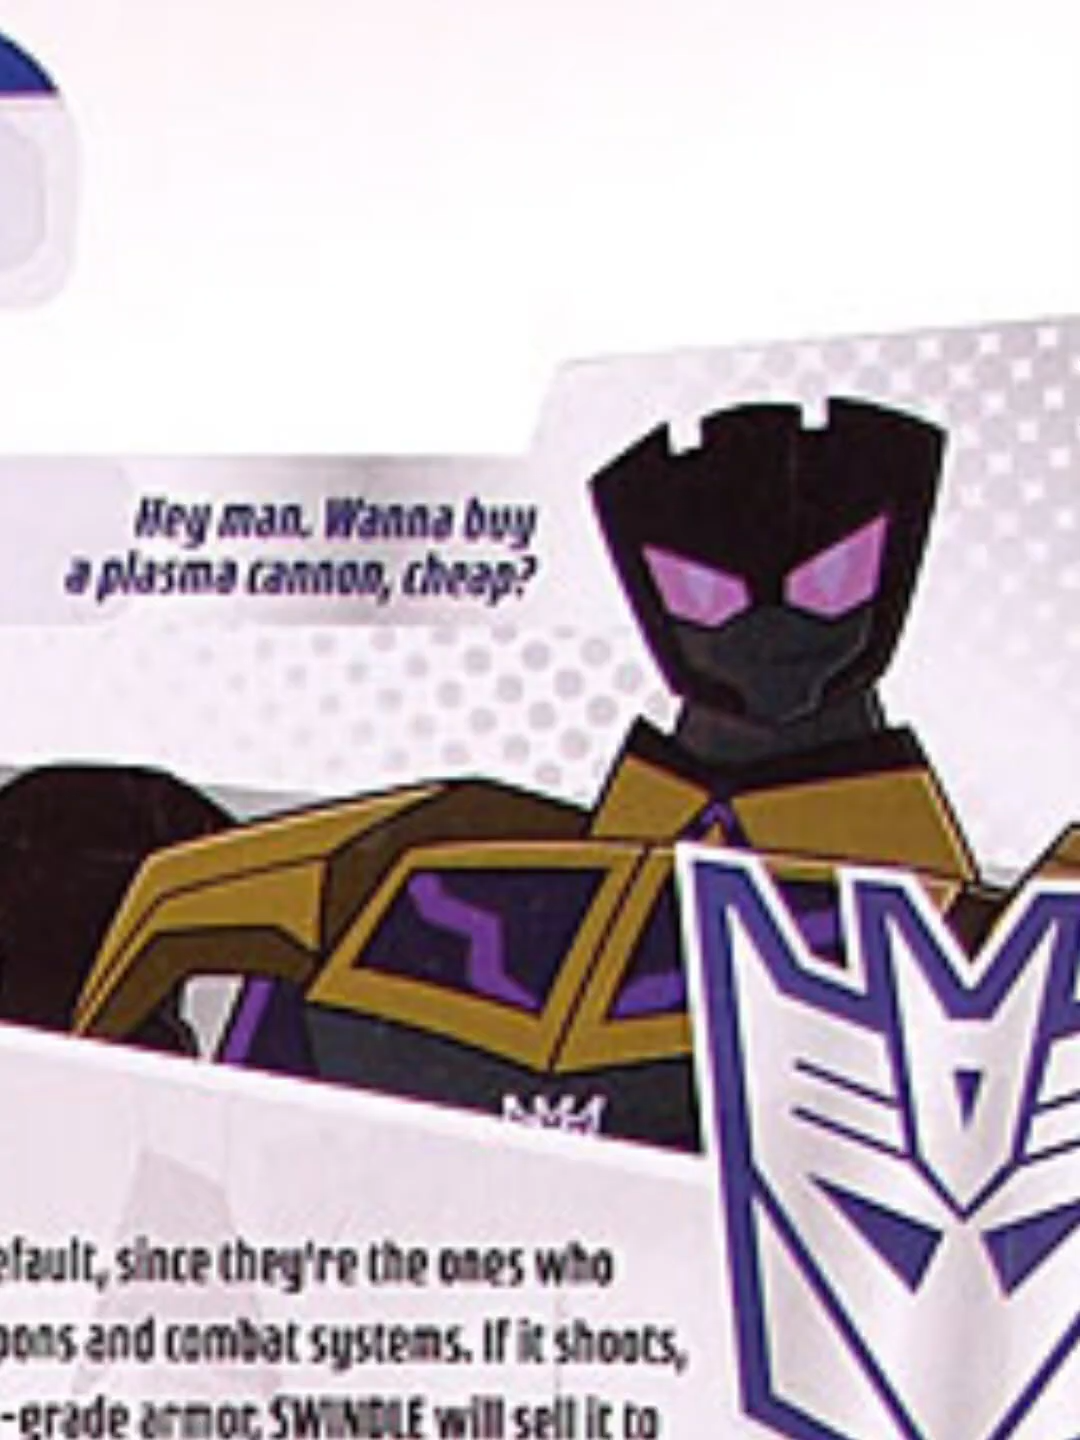 Hey man. Wanna buy
a plasma cannon, cheap?
efault, since they're the ones who
pons and combat systems. If it shoots,
-grade armor, SWINDLE will sell it to